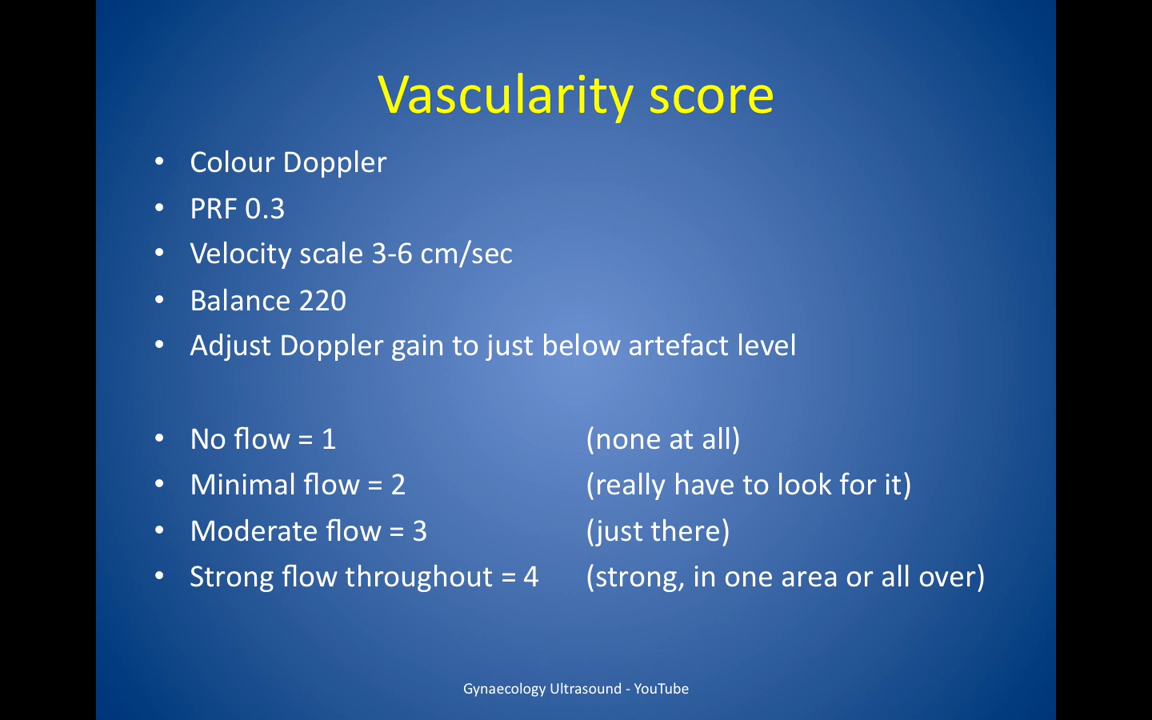 Vascularity score
• Colour Doppler
• PRF 0.3
• Velocity scale 3-6 cm/sec
• Balance 220
• Adjust Doppler gain to just below artefact level
• No flow = 1 (none at all)
• Minimal flow = 2 (really have to look for it)
• Moderate flow = 3 (just there)
• Strong flow throughout = 4 (strong, in one area or all over)
Gynaecology Ultrasound - YouTube